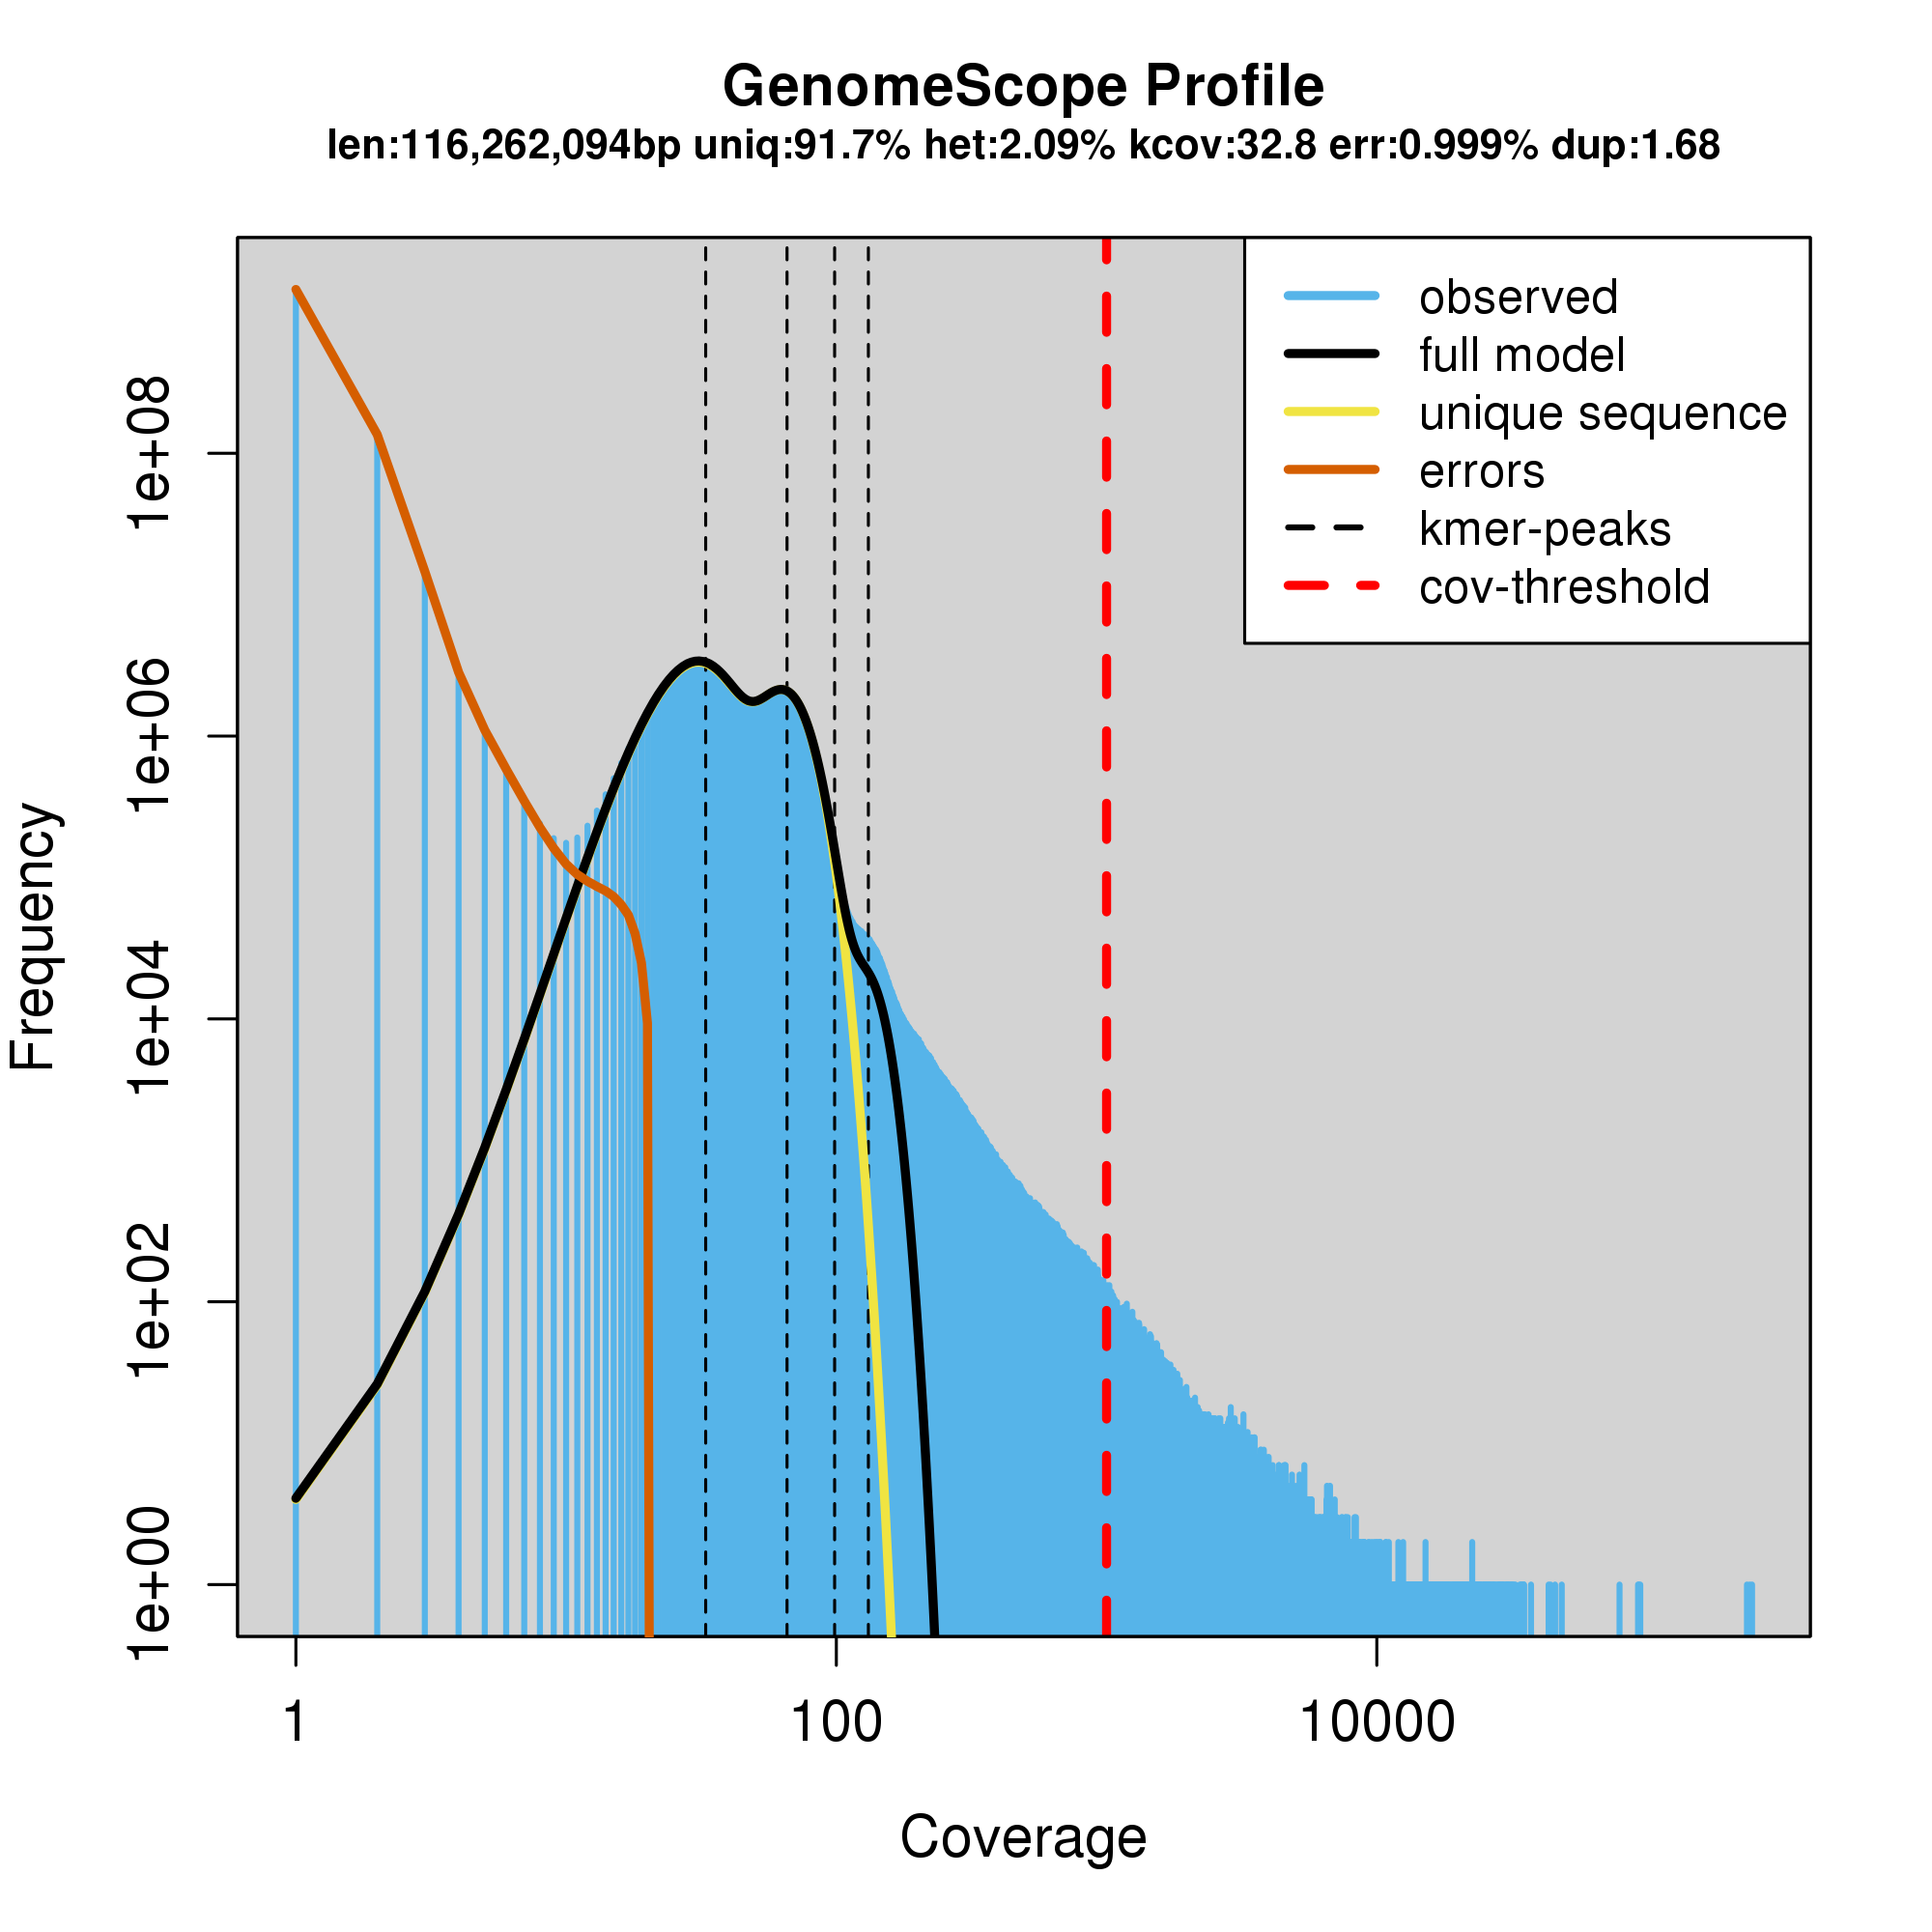 GenomeScope Profile
len:116,262,094bp uniq:91.7% het:2.09% kcov:32.8 err:0.999% dup:1.68
observed
full model
unique sequence
errors
kmer-peaks
cov-threshold
Frequency
1e+08
1e+06
1e+04
1e+02
1e+00
1
100
10000
Coverage